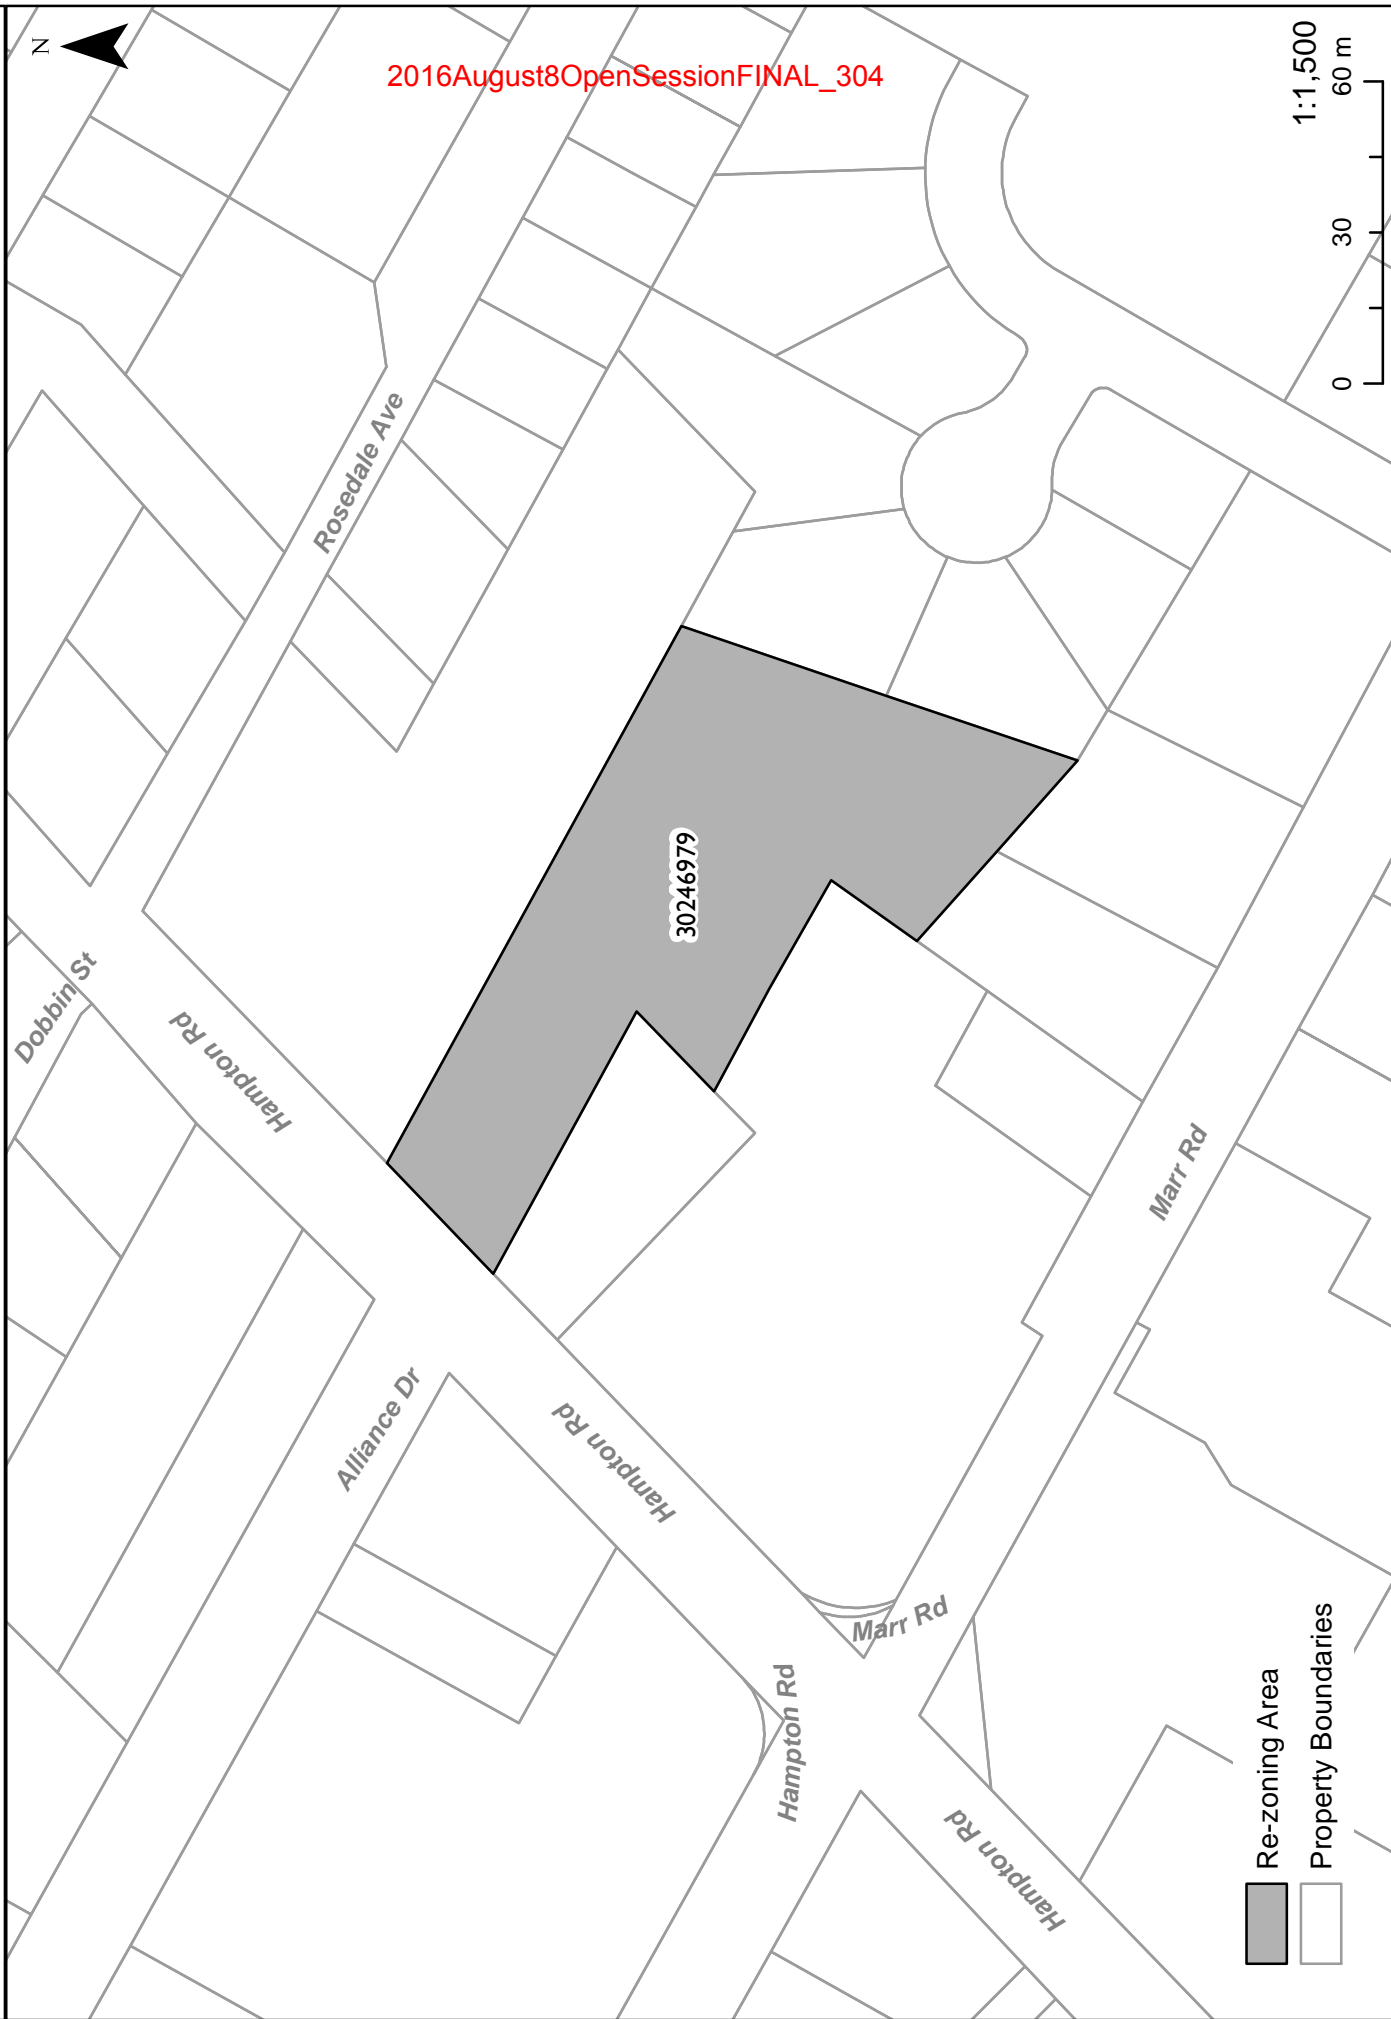 N
2016August8OpenSessionFINAL_304
1:1,500
0 30 60 m
Rosedale Ave
Dobbin St
Hampton Rd
30246979
Alliance Dr
Hampton Rd
Marr Rd
Marr Rd
Hampton Rd
Hampton Rd
Re-zoning Area
Property Boundaries